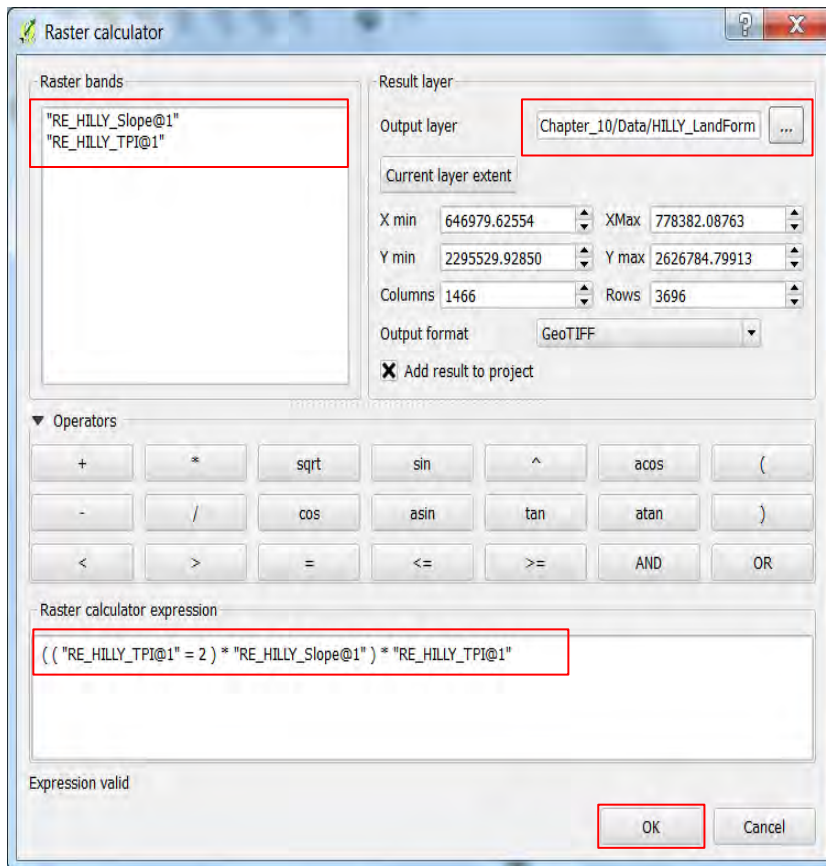 Raster calculator
? X
Raster bands
"RE_HILLY_Slope@1"
"RE_HILLY_TPI@1"
Result layer
Output layer Chapter_10/Data/HILLY_LandForm ...
Current layer extent
X min 646979.62554 XMax 778382.08763
Y min 2295529.92850 Y max 2626784.79913
Columns 1466 Rows 3696
Output format GeoTIFF
Add result to project
Operators
+ * sqrt sin ^ acos (
- / cos asin tan atan )
< > = <= >= AND OR
Raster calculator expression
( ( "RE_HILLY_TPI@1" = 2 ) * "RE_HILLY_Slope@1" ) * "RE_HILLY_TPI@1"
Expression valid
OK Cancel